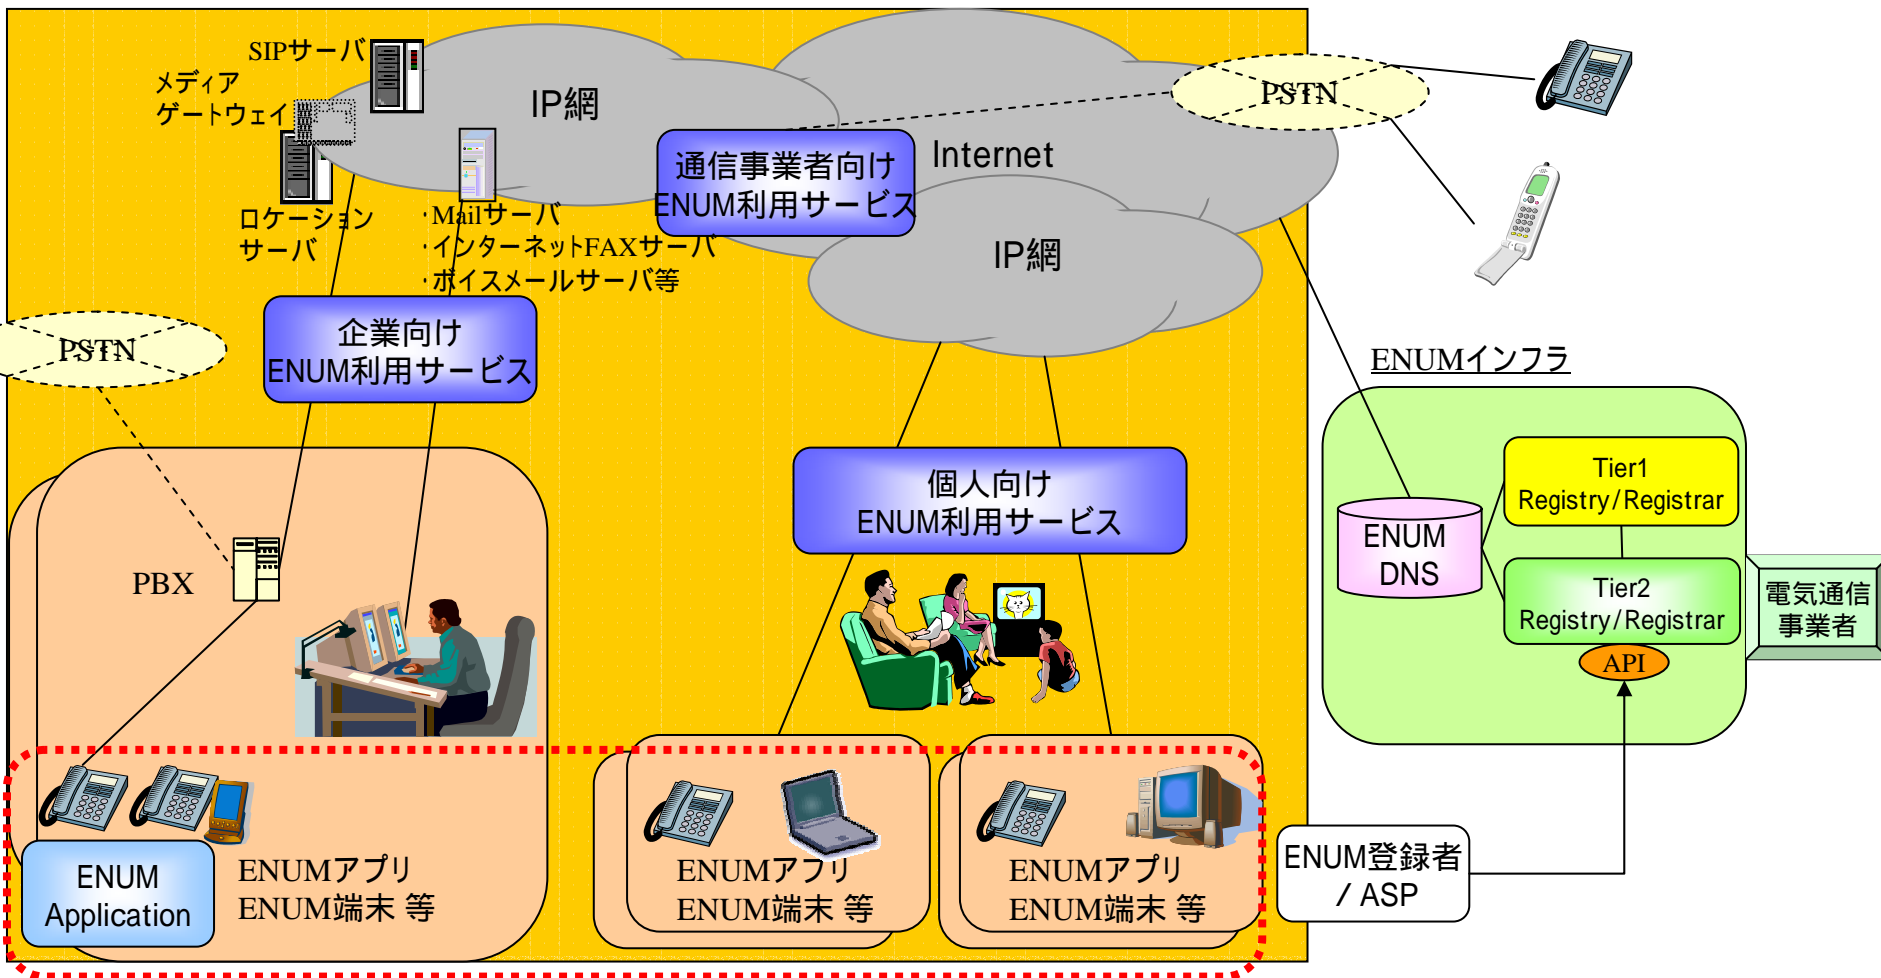 SIPサーバ
メディア
ゲートウェイ
IP網
PSTN
通信事業者向け
ENUM利用サービス
Internet
ロケーション
サーバ
・Mailサーバ
・インターネットFAXサーバ
・ボイスメールサーバ等
IP網
企業向け
ENUM利用サービス
PSTN
ENUMインフラ
個人向け
ENUM利用サービス
Tier1
Registry/Registrar
ENUM
DNS
PBX
Tier2
Registry/Registrar
電気通信
事業者
API
ENUM
Application
ENUMアプリ
ENUM端末 等
ENUMアプリ
ENUM端末 等
ENUMアプリ
ENUM端末 等
ENUM登録者
/ ASP